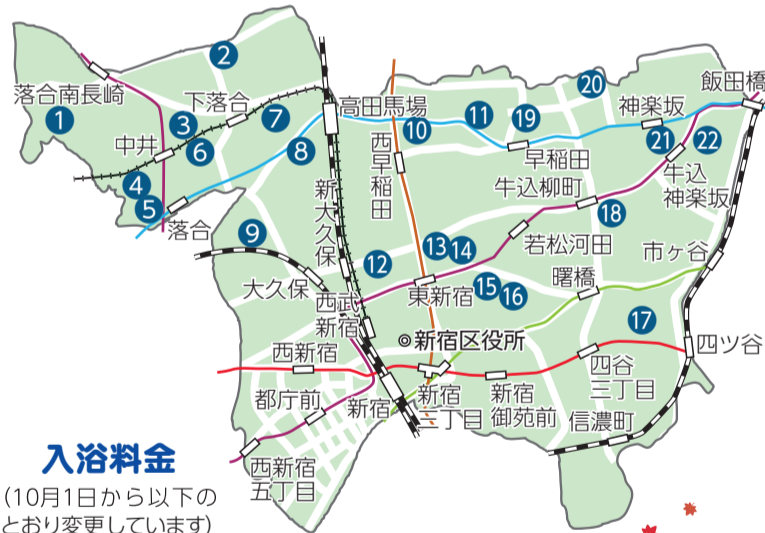 2
20
飯田橋
落合南長崎
下落合
高田馬場
1
3
7
10
11
19
神楽坂
中井
6
8
西早稲田
早稲田
21
22
4
5
新大久保
牛込柳町
牛込
神楽坂
落合
18
9
13
14
若松河田
市ヶ谷
12
大久保
西武
新宿
東新宿
15
16
曙橋
17
◎新宿区役所
四ツ谷
西新宿
四谷
三丁目
都庁前
新宿
新宿
三丁目
新宿
御苑前
信濃町
西新宿
五丁目
入浴料金
(10月1日から以下の
とおり変更しています)